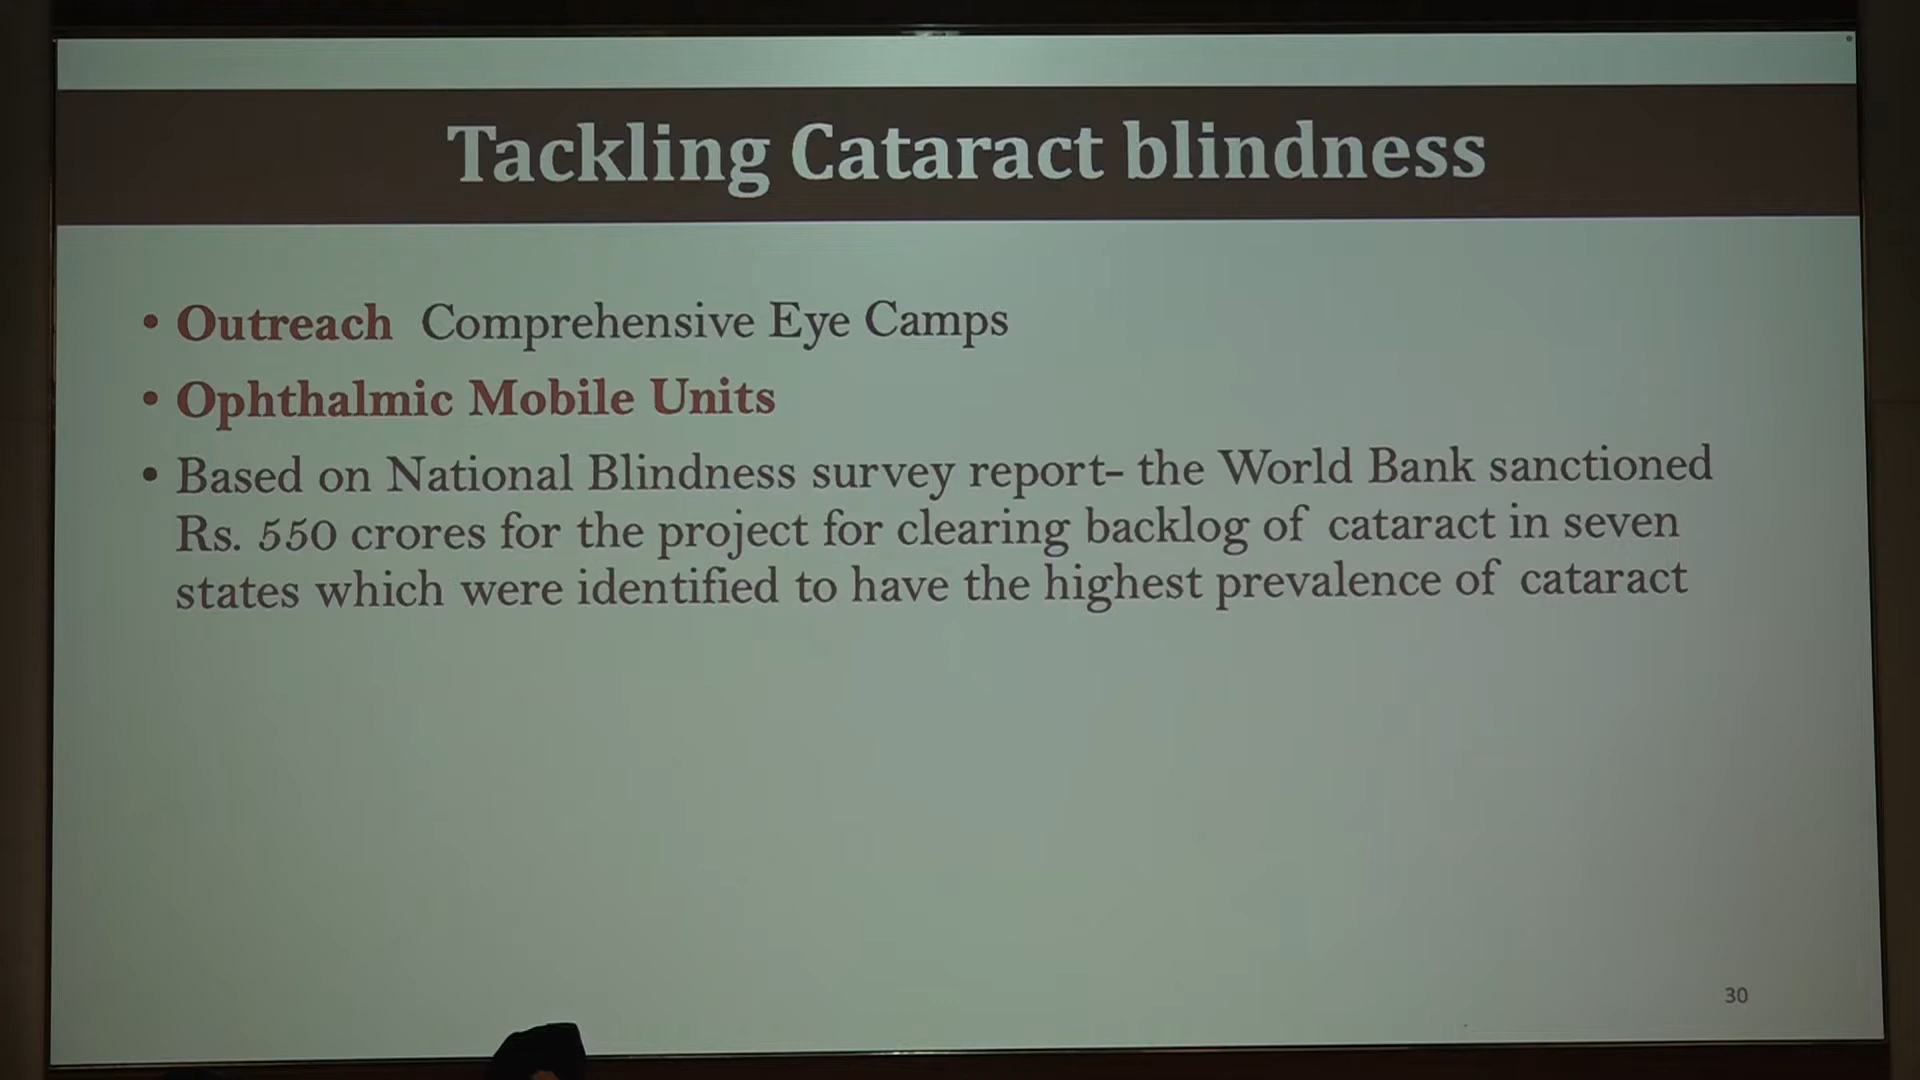 Tackling Cataract blindness
• Outreach Comprehensive Eye Camps
• Ophthalmic Mobile Units
• Based on National Blindness survey report– the World Bank sanctioned
Rs. 550 crores for the project for clearing backlog of cataract in seven
states which were identified to have the highest prevalence of cataract
30